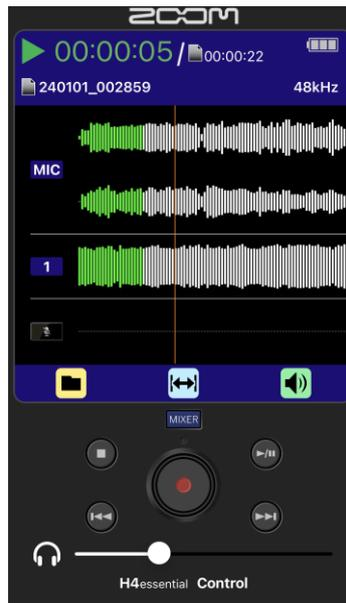 ZOOM
00:00:05/00:00:22
240101_002859 48kHz
MIC
1
MIXER
H4essential Control